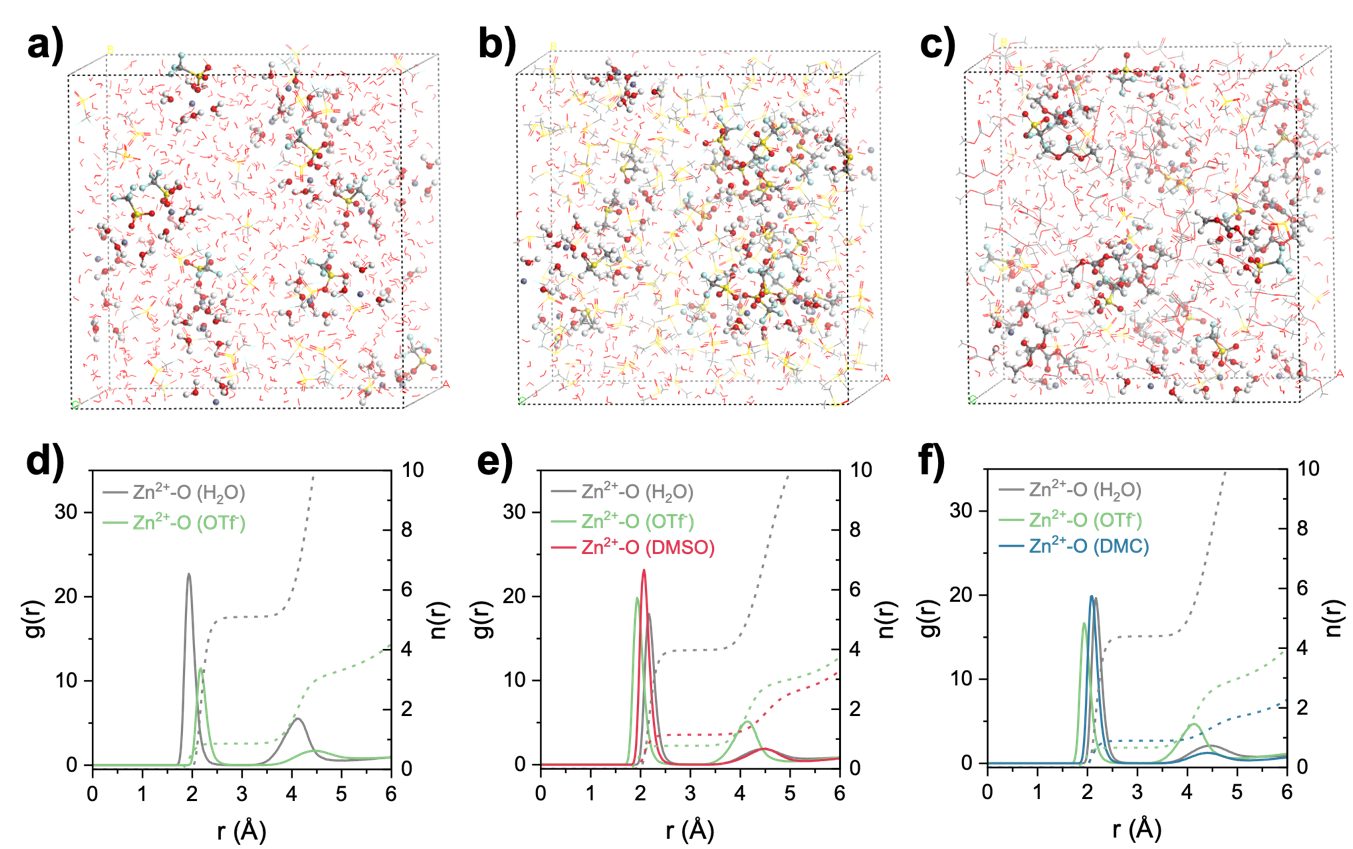 a)
b)
c)
B
B
B
A
A
A
d)
e)
f)
Zn²⁺-O (H₂O)
Zn²⁺-O (OTf⁻)
Zn²⁺-O (H₂O)
Zn²⁺-O (OTf⁻)
Zn²⁺-O (DMSO)
Zn²⁺-O (H₂O)
Zn²⁺-O (OTf⁻)
Zn²⁺-O (DMC)
g(r)
30
20
10
0
n(r)
10
8
6
4
2
0
0 1 2 3 4 5 6
r (Å)
g(r)
30
20
10
0
n(r)
10
8
6
4
2
0
0 1 2 3 4 5 6
r (Å)
g(r)
30
20
10
0
n(r)
10
8
6
4
2
0
0 1 2 3 4 5 6
r (Å)